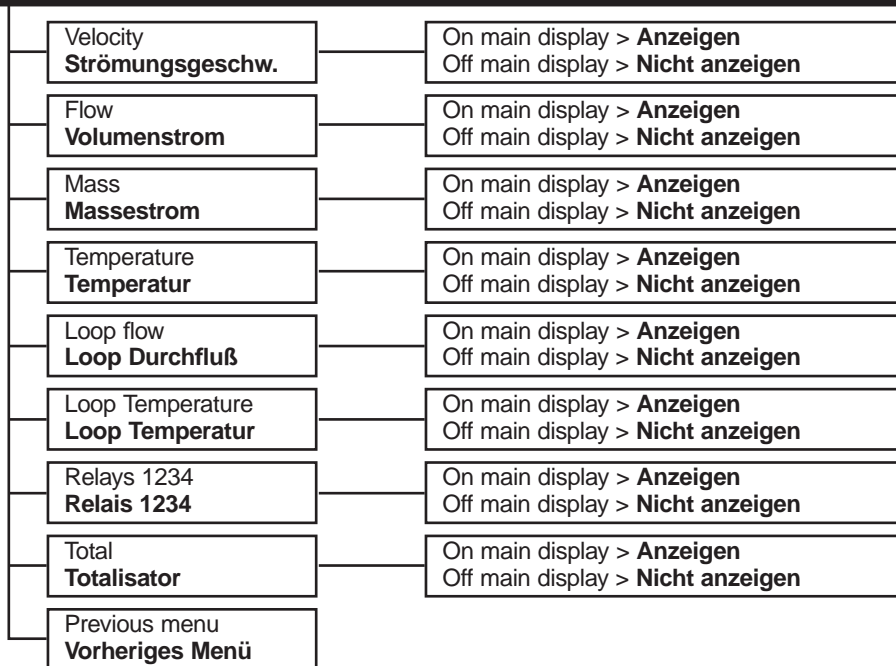 Velocity
Strömungsgeschw.
On main display > Anzeigen
Off main display > Nicht anzeigen
Flow
Volumenstrom
On main display > Anzeigen
Off main display > Nicht anzeigen
Mass
Massestrom
On main display > Anzeigen
Off main display > Nicht anzeigen
Temperature
Temperatur
On main display > Anzeigen
Off main display > Nicht anzeigen
Loop flow
Loop Durchfluß
On main display > Anzeigen
Off main display > Nicht anzeigen
Loop Temperature
Loop Temperatur
On main display > Anzeigen
Off main display > Nicht anzeigen
Relays 1234
Relais 1234
On main display > Anzeigen
Off main display > Nicht anzeigen
Total
Totalisator
On main display > Anzeigen
Off main display > Nicht anzeigen
Previous menu
Vorheriges Menü